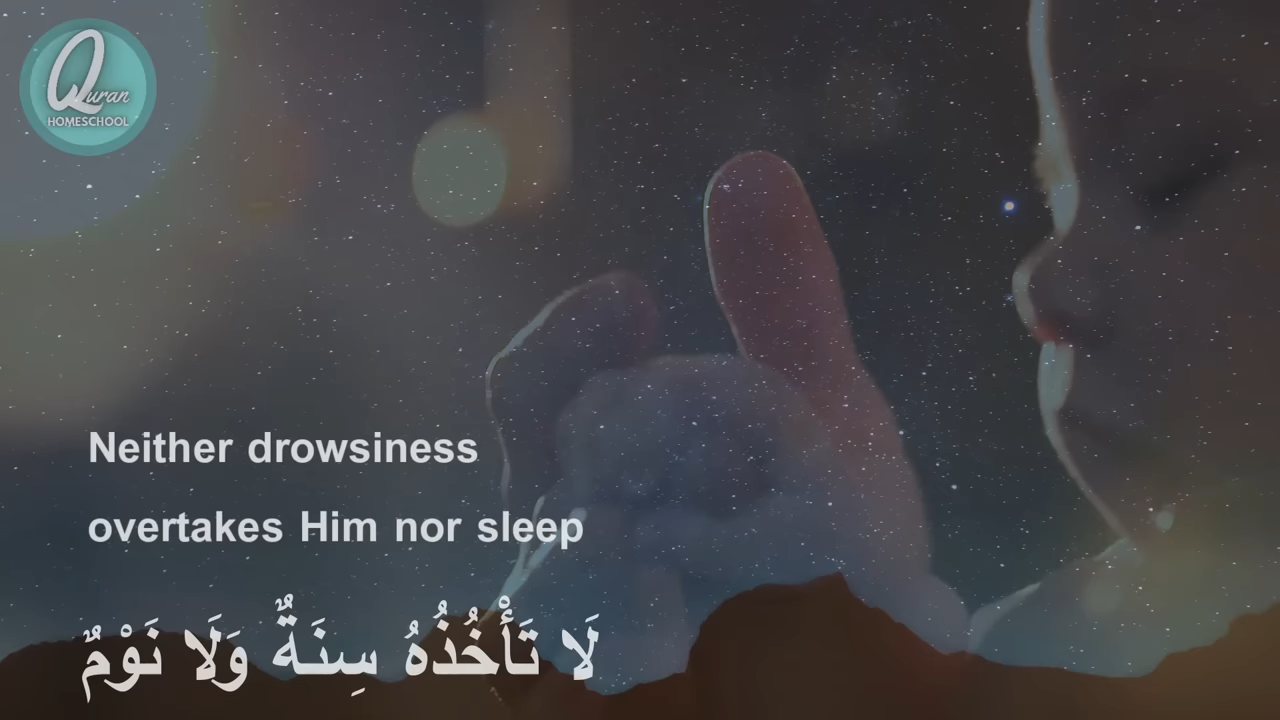 Quran
HOMESCHOOL
Neither drowsiness
overtakes Him nor sleep
لَا تَأْخُذُهُ سِنَةٌ وَلَا نَوْمٌ